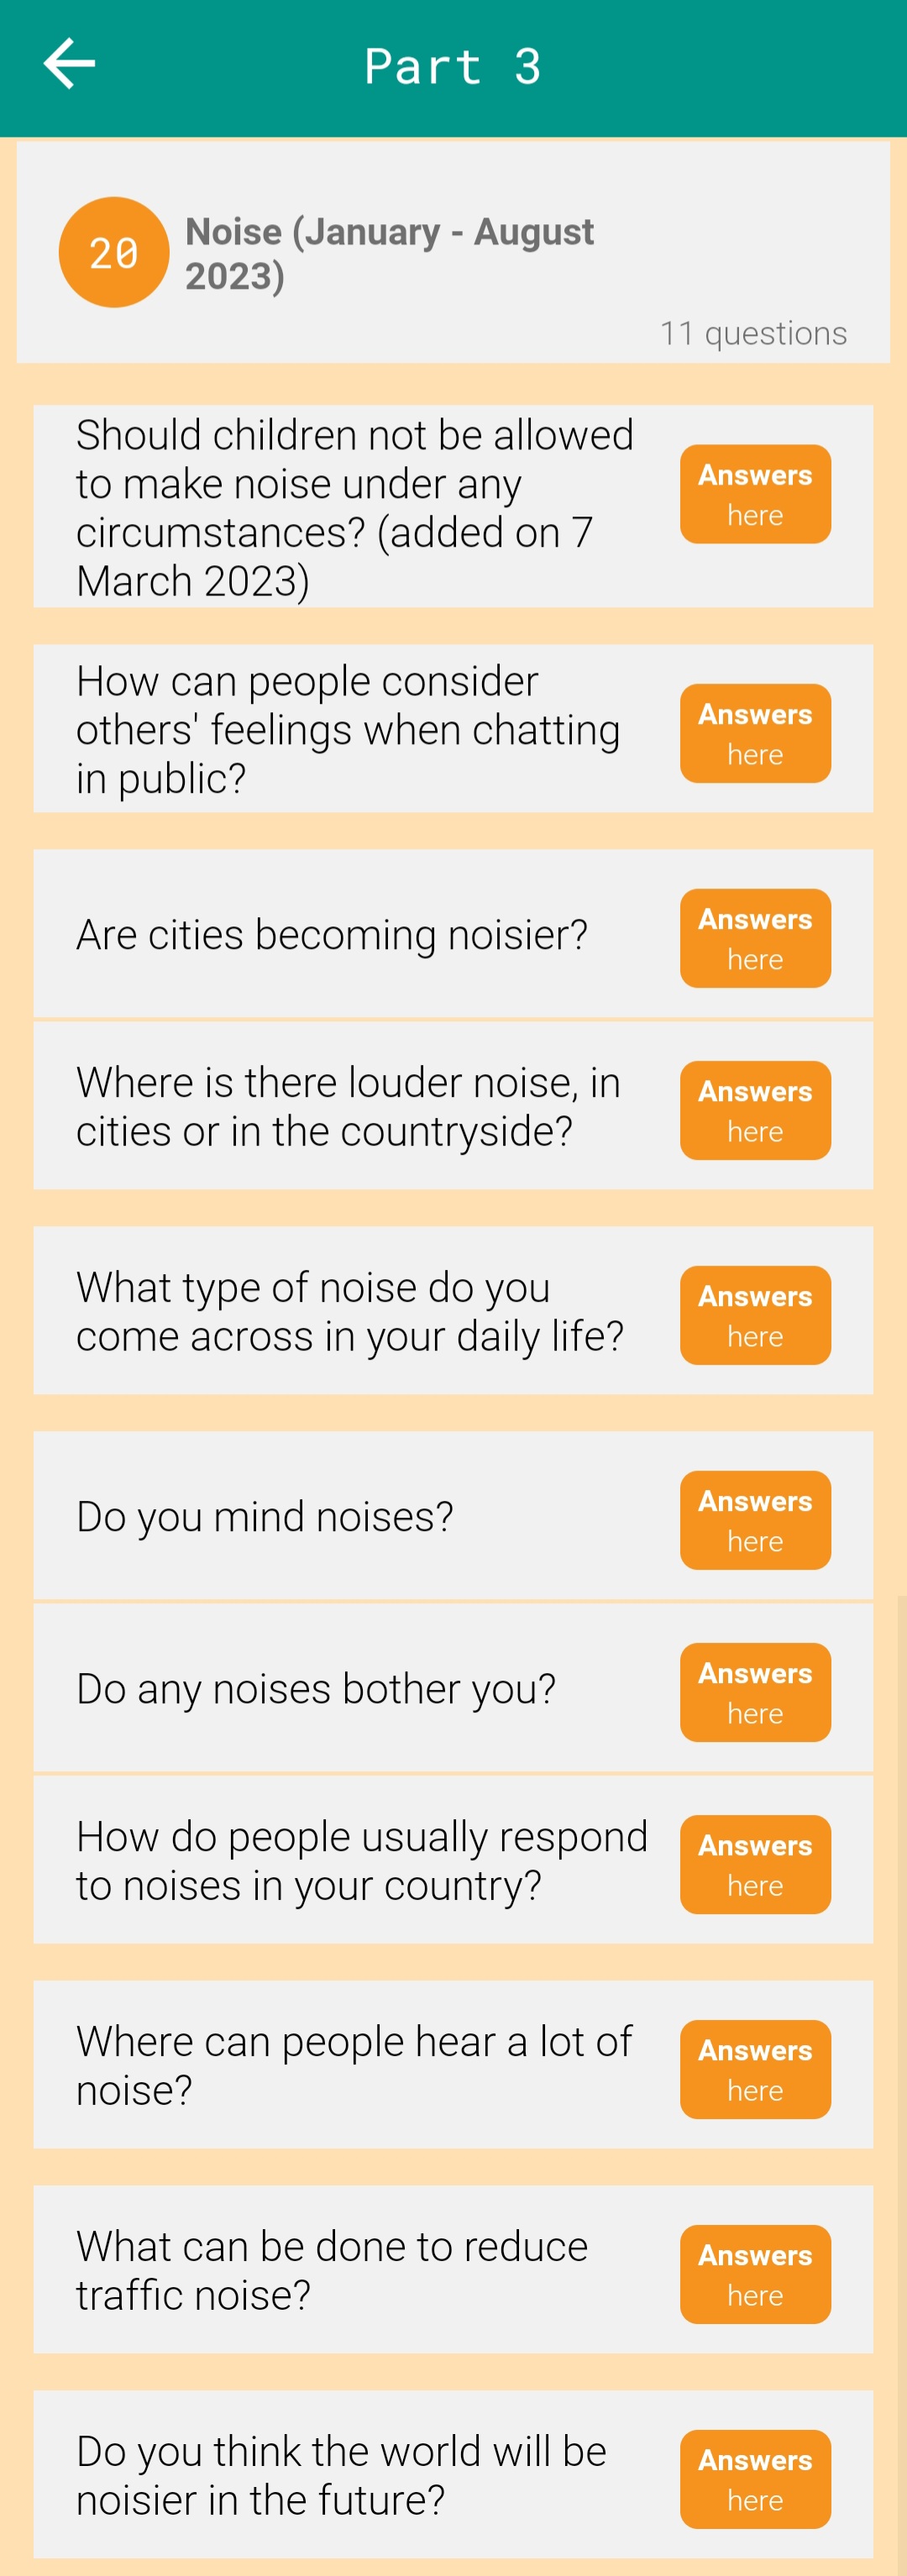 Part 3
20
Noise (January - August
2023)
11 questions
Should children not be allowed
to make noise under any
circumstances? (added on 7
March 2023)
Answers
here
How can people consider
others' feelings when chatting
in public?
Answers
here
Are cities becoming noisier?
Answers
here
Where is there louder noise, in
cities or in the countryside?
Answers
here
What type of noise do you
come across in your daily life?
Answers
here
Do you mind noises?
Answers
here
Do any noises bother you?
Answers
here
How do people usually respond
to noises in your country?
Answers
here
Where can people hear a lot of
noise?
Answers
here
What can be done to reduce
traffic noise?
Answers
here
Do you think the world will be
noisier in the future?
Answers
here